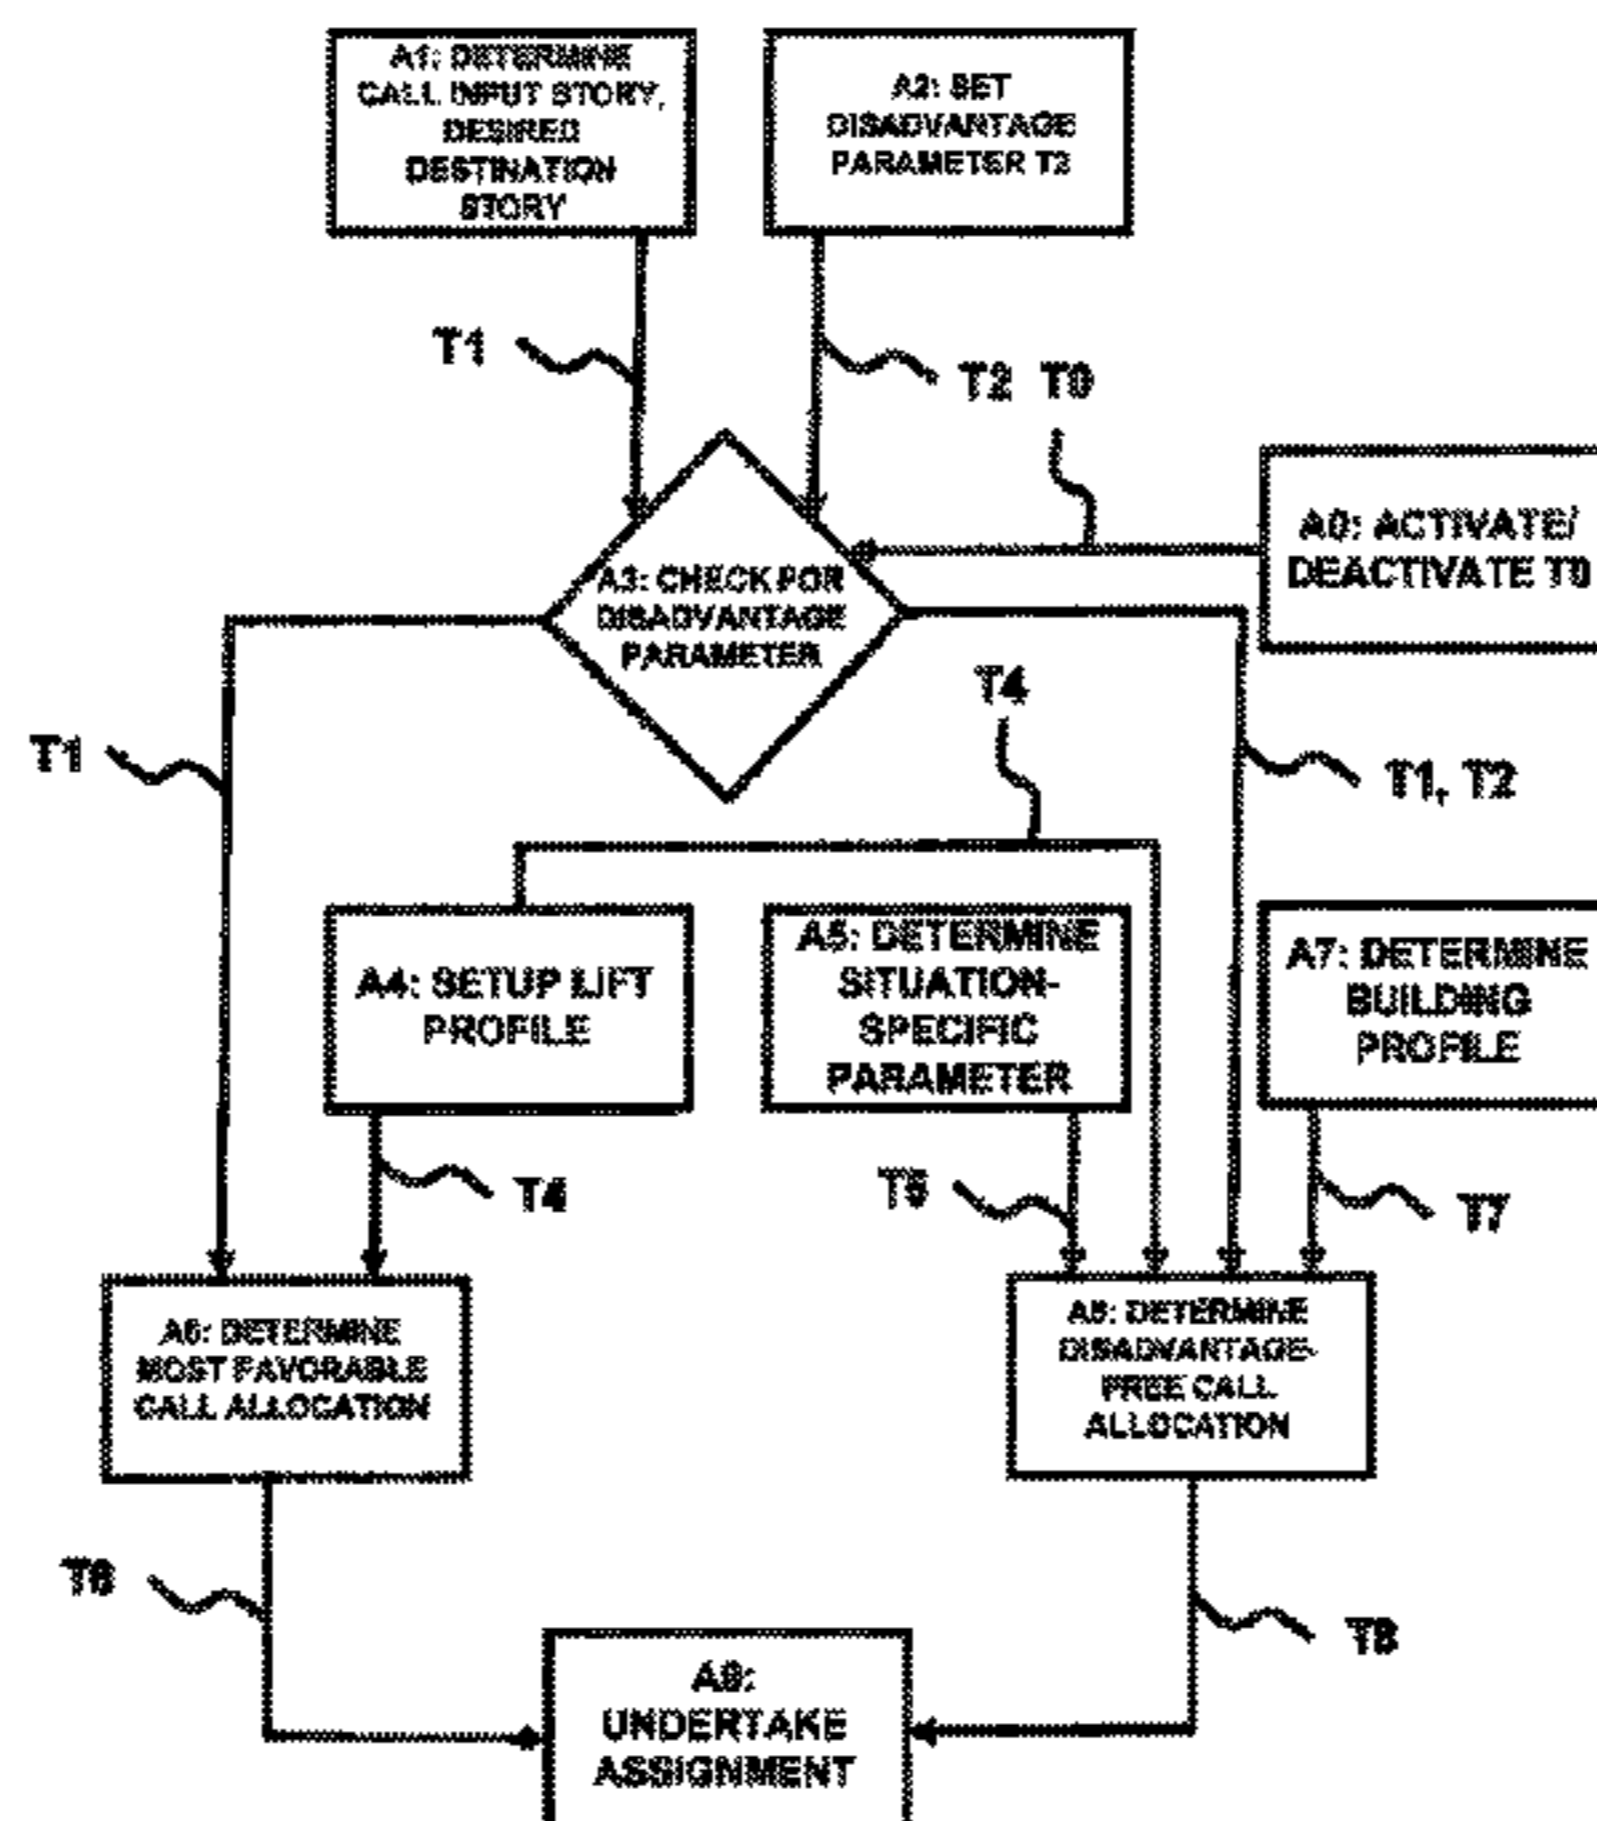 A1: DETERMINE
CALL INPUT STORY,
DESIRED
DESTINATION
STORY
A2: SET
DISADVANTAGE
PARAMETER T2
T1
T2
T0
A0: ACTIVATE/
DEACTIVATE T0
A3: CHECK FOR
DISADVANTAGE
PARAMETER
T4
T1
T1, T2
A4: SETUP LIFT
PROFILE
A5: DETERMINE
SITUATION-
SPECIFIC
PARAMETER
A7: DETERMINE
BUILDING
PROFILE
T4
T5
T7
A6: DETERMINE
MOST FAVORABLE
CALL ALLOCATION
A8: DETERMINE
DISADVANTAGE-
FREE CALL
ALLOCATION
T6
T8
A9:
UNDERTAKE
ASSIGNMENT